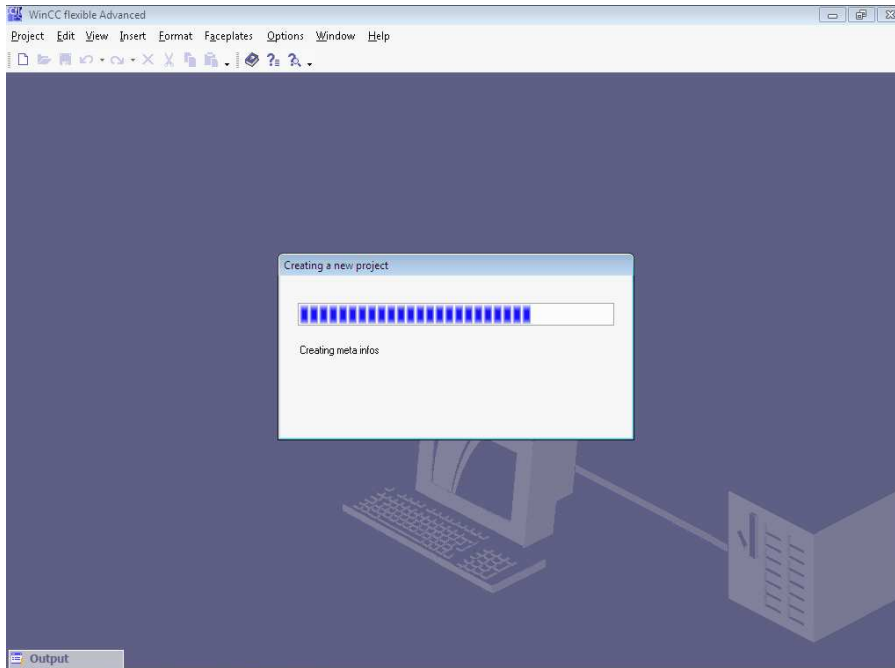 WinCC flexible Advanced
Project Edit View Insert Format Faceplates Options Window Help
Creating a new project
Creating meta infos
Output